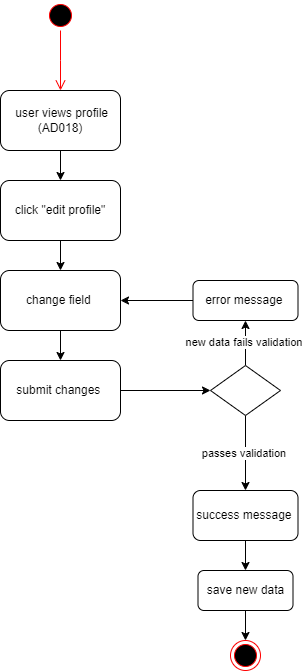 user views profile
(AD018)
click "edit profile"
change field
error message
new data fails validation
submit changes
passes validation
success message
save new data